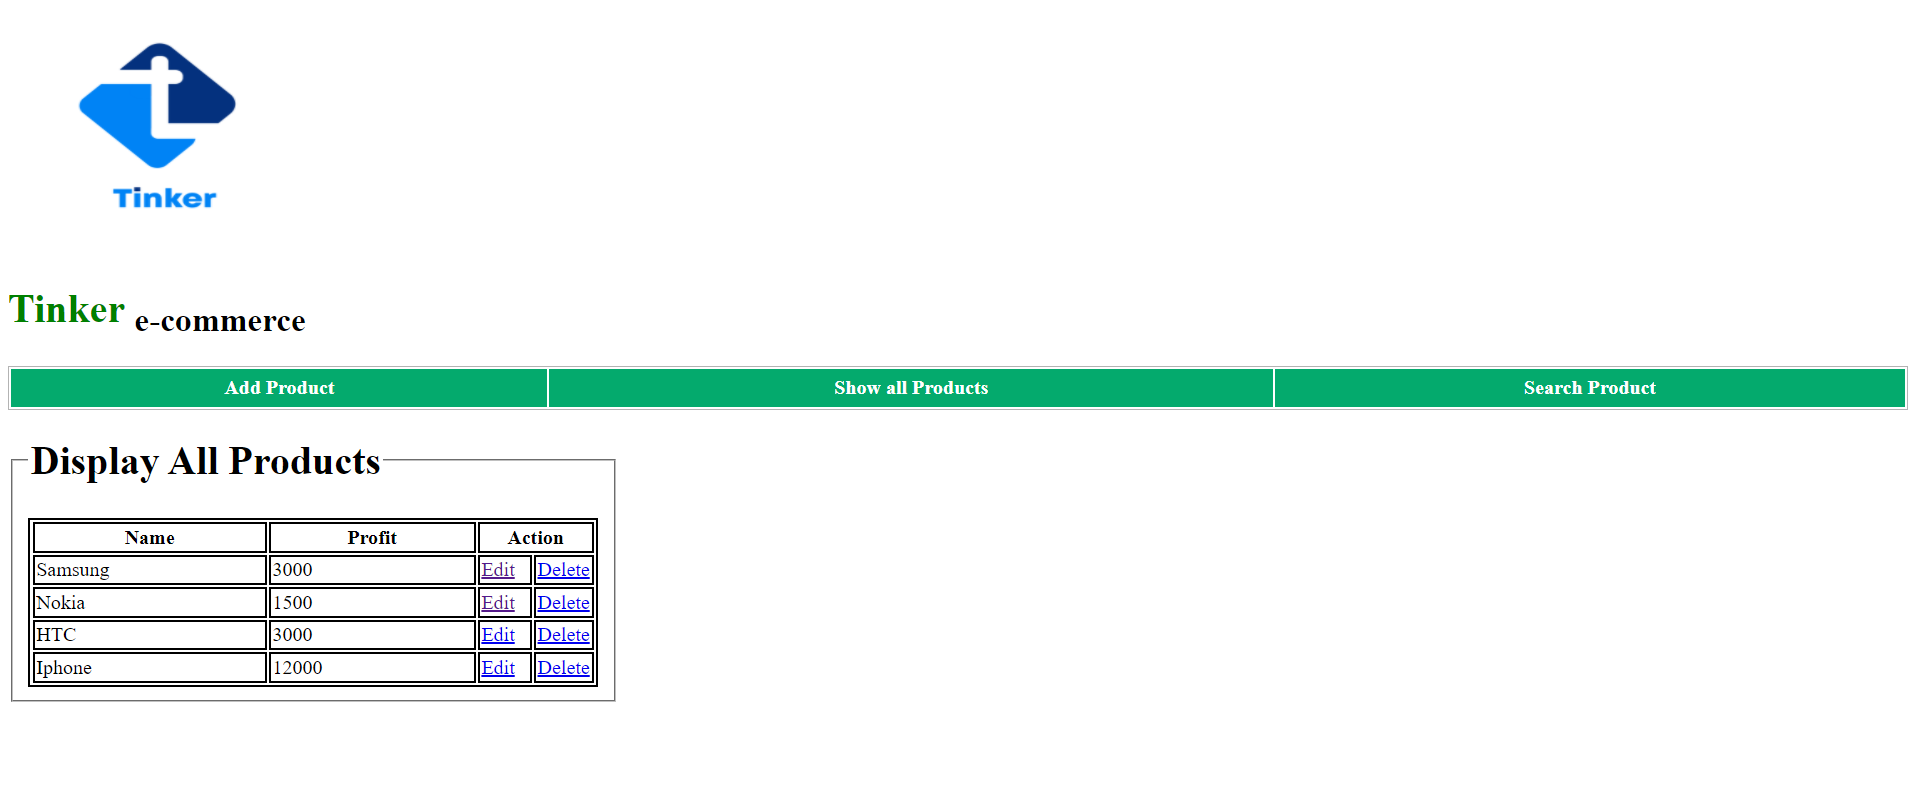 Tinker
Tinker e-commerce
Add Product Show all Products Search Product
Display All Products
Name Profit Action
Samsung 3000 Edit Delete
Nokia 1500 Edit Delete
HTC 3000 Edit Delete
Iphone 12000 Edit Delete